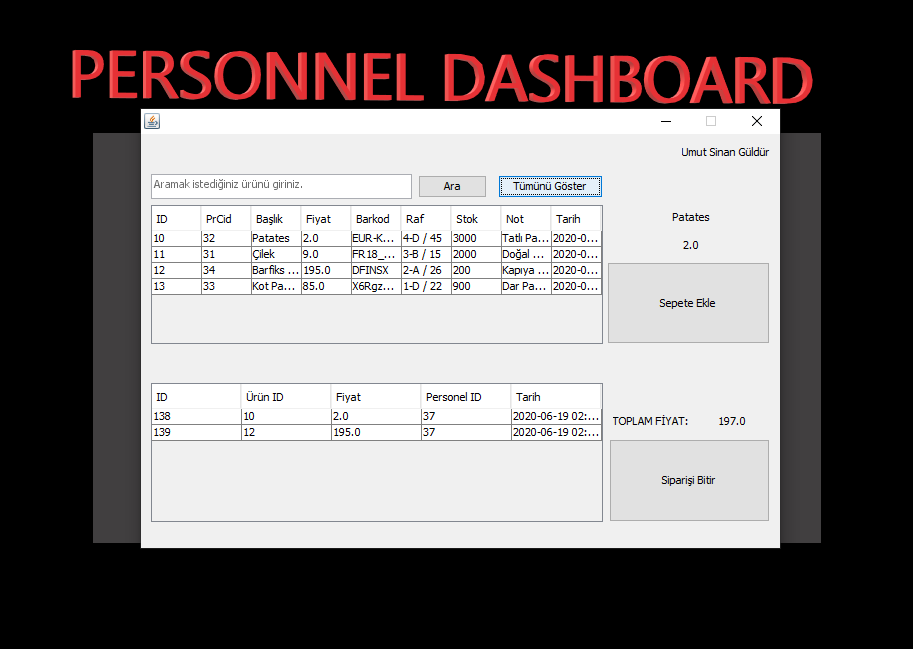 PERSONNEL DASHBOARD
Umut Sinan Güldür
Aramak istediğiniz ürünü giriniz. Ara Tümünü Göster
ID PrCid Başlık Fiyat Barkod Raf Stok Not Tarih
10 32 Patates 2.0 EUR-K... 4-D / 45 3000 Tatlı Pa... 2020-0...
11 31 Çilek 9.0 FR18_... 3-B / 15 2000 Doğal ... 2020-0...
12 34 Barfiks ... 195.0 DFINSX 2-A / 26 200 Kapıya ... 2020-0...
13 33 Kot Pa... 85.0 X6Rgz... 1-D / 22 900 Dar Pa... 2020-0...
Patates
2.0
Sepete Ekle
ID Ürün ID Fiyat Personel ID Tarih
138 10 2.0 37 2020-06-19 02:...
139 12 195.0 37 2020-06-19 02:...
TOPLAM FİYAT: 197.0
Siparişi Bitir